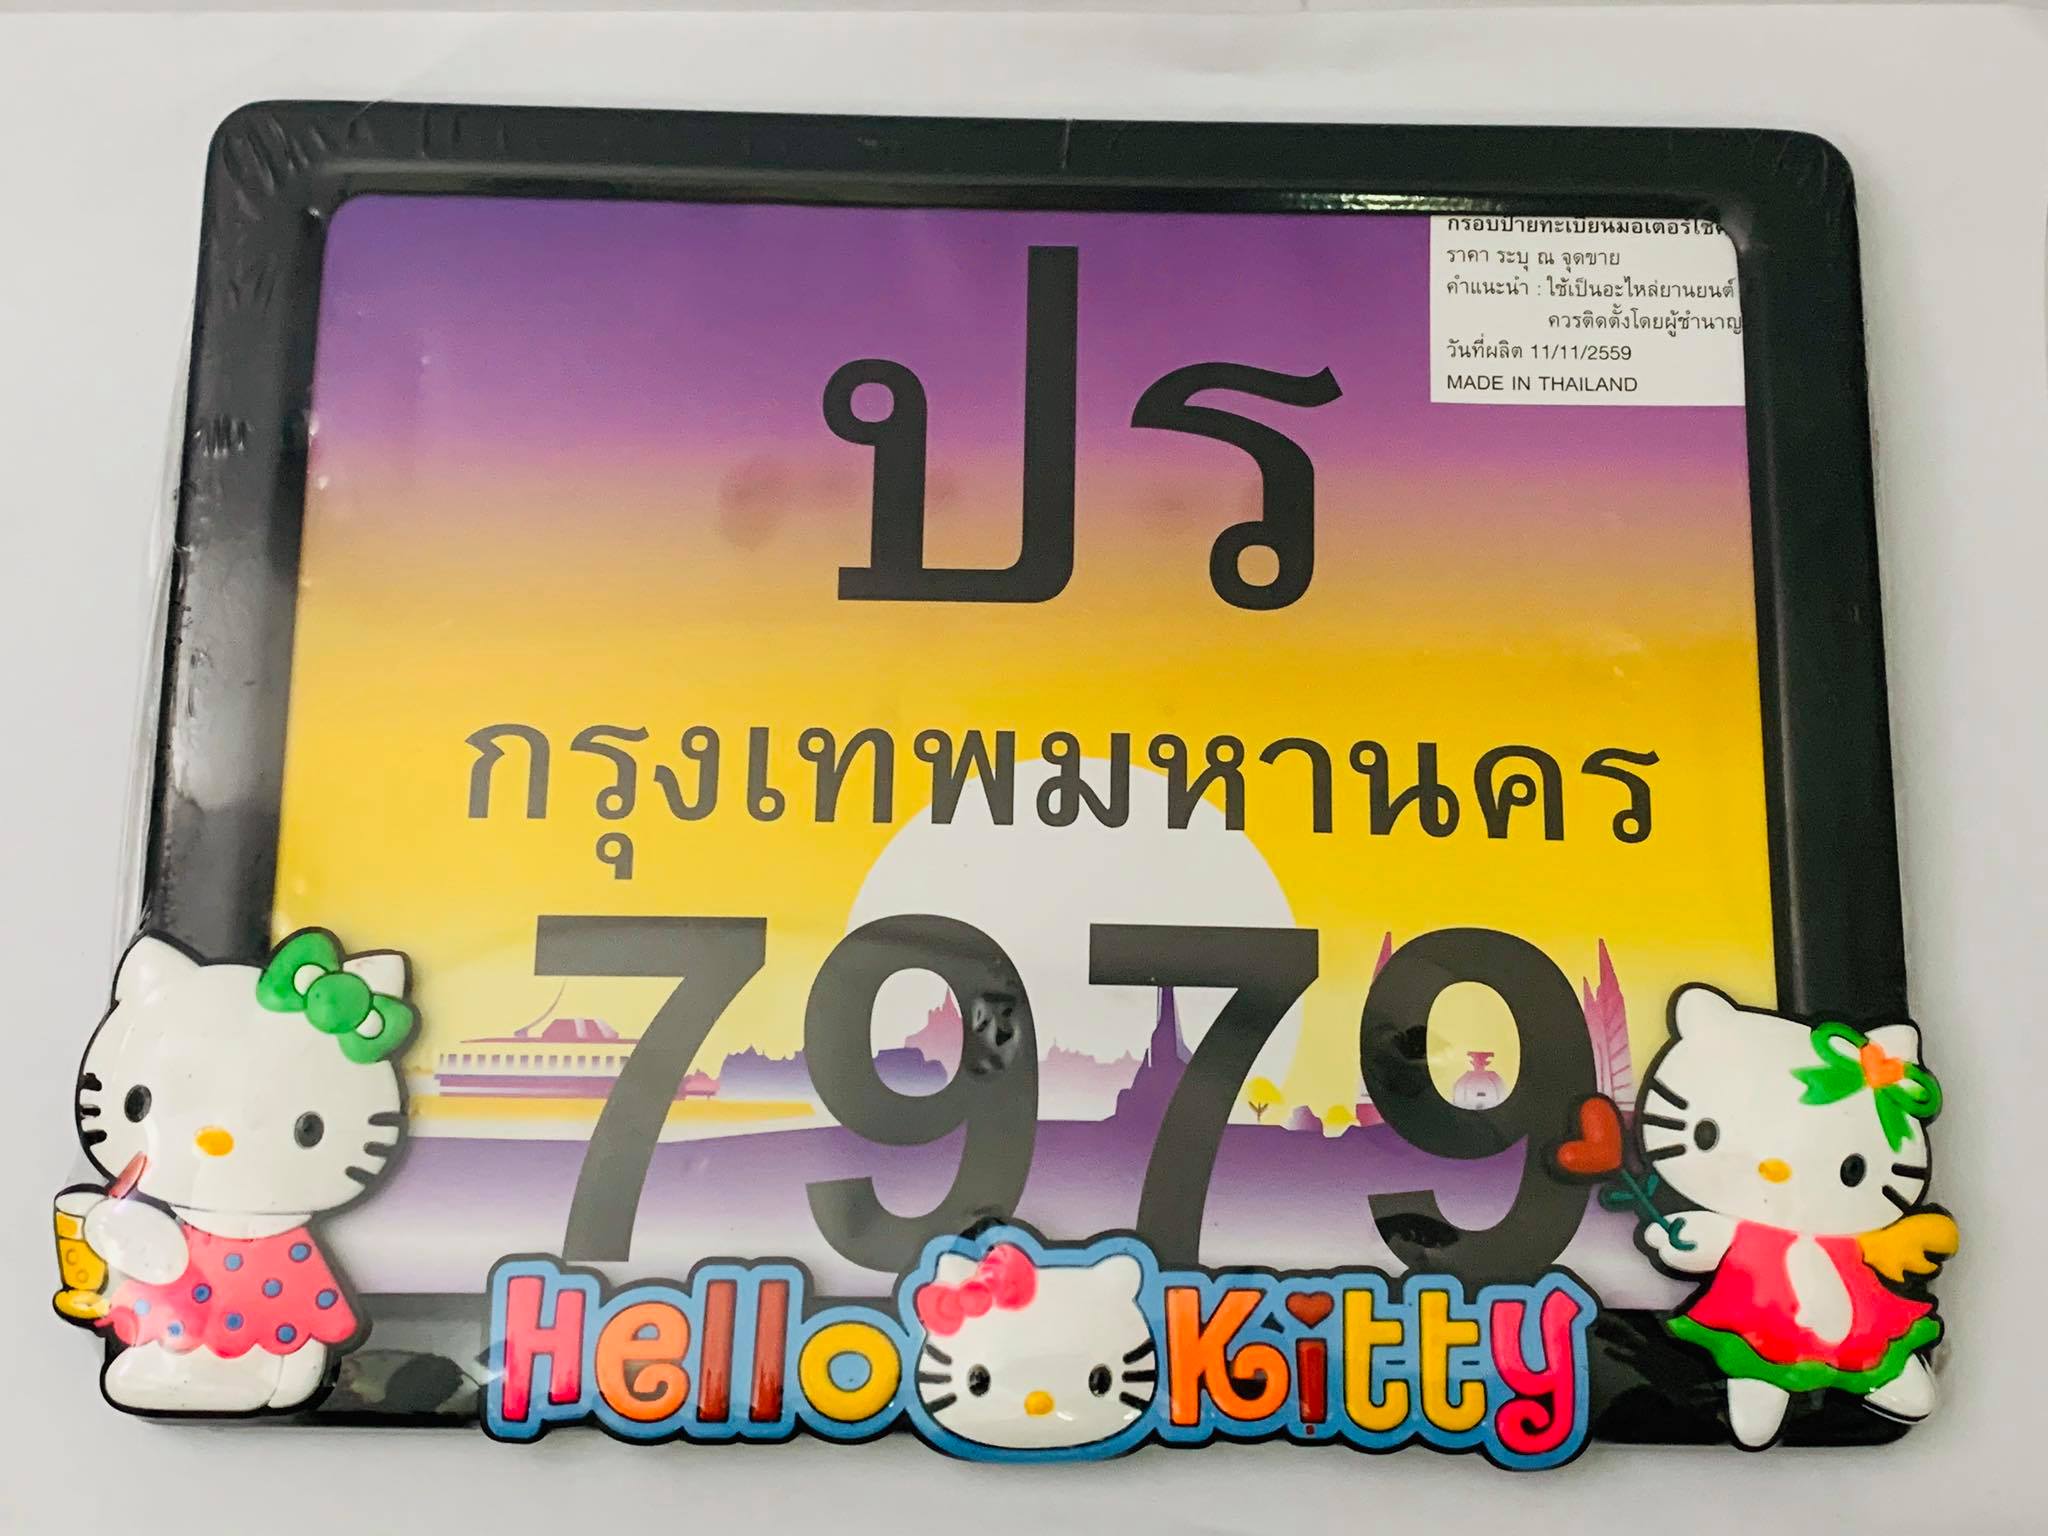 ปร
กรอบป้ายทะเบียนมอเตอร์ไซค์
ราคา ระบุ ณ จุดขาย
คำแนะนำ : ใช้เป็นอะไหล่ยานยนต์
ควรติดตั้งโดยผู้ชำนาญ
วันที่ผลิต 11/11/2559
MADE IN THAILAND
กรุงเทพมหานคร
7979
Hello Kitty